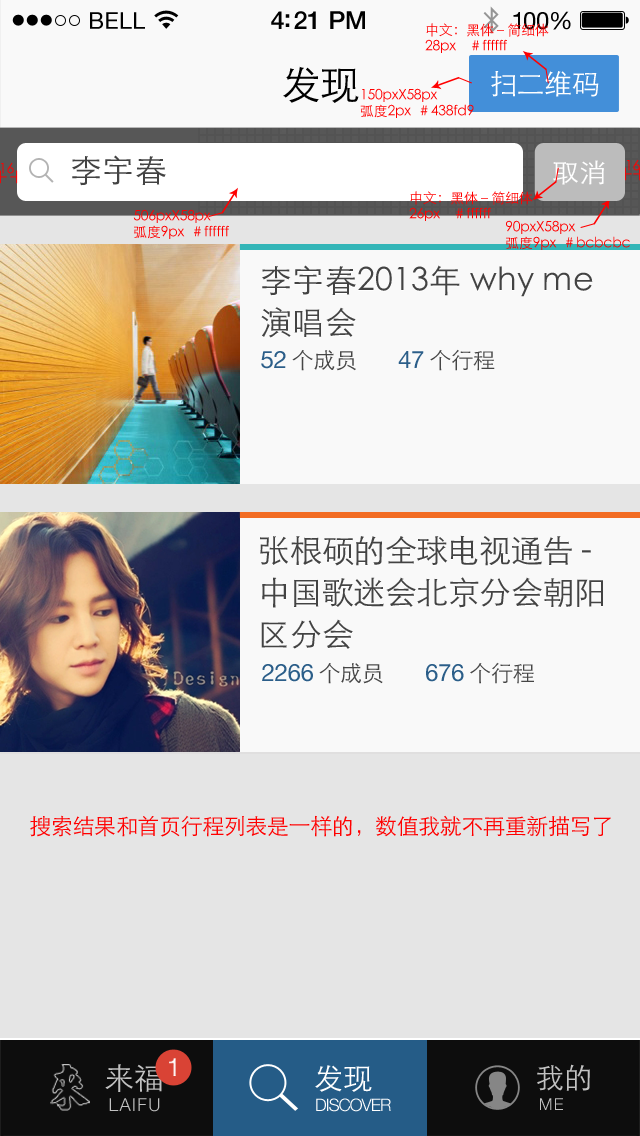 BELL
4:21 PM
100%
中文：黑体－简细体
28px #ffffff
发现
扫二维码
150pxX58px
弧度2px #438fd9
李宇春
取消
中文：黑体－简细体
26px #ffffff
506pxX58px
弧度9px #ffffff
90pxX58px
弧度9px #bcbcbc
李宇春2013年 why me
演唱会
52 个成员 47 个行程
张根硕的全球电视通告 -
中国歌迷会北京分会朝阳
区分会
2266 个成员 676 个行程
Design
搜索结果和首页行程列表是一样的，数值我就不再重新描写了
来福
1
LAIFU
发现
DISCOVER
我的
ME